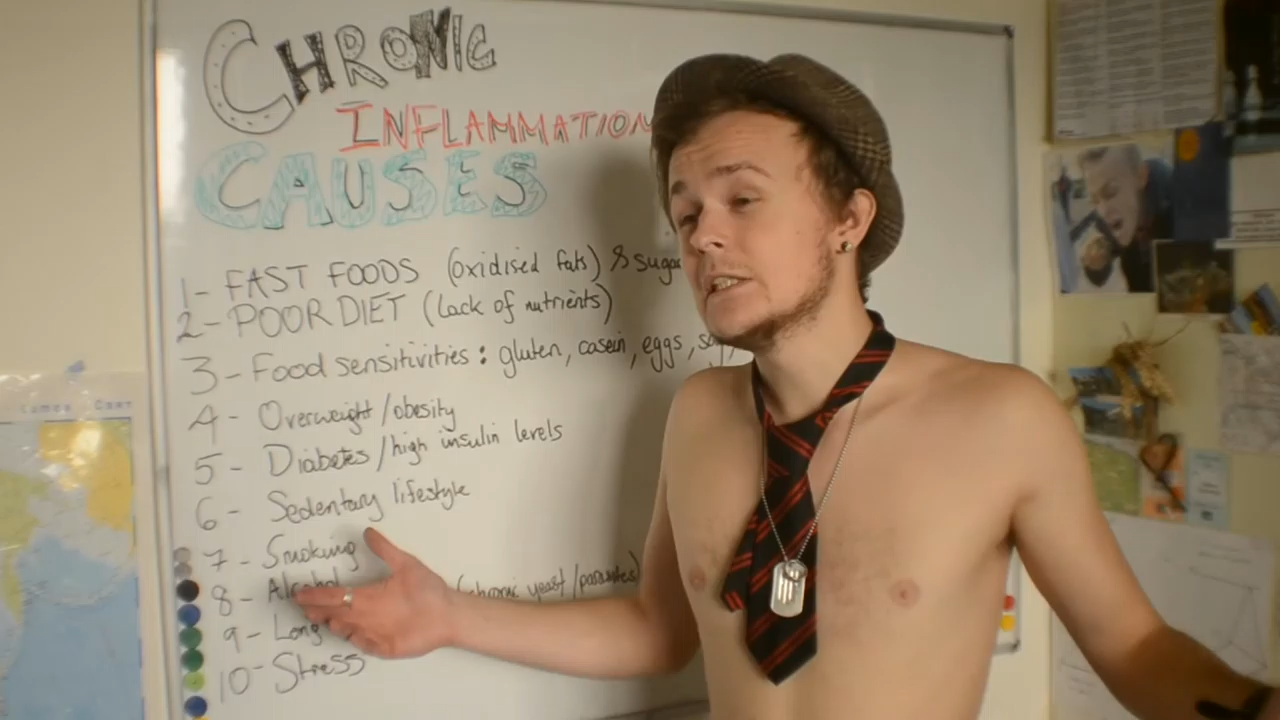 CHRONIC
INFLAMMATION
CAUSES
1- FAST FOODS (oxidised fats) & sugar
2- POOR DIET (lack of nutrients)
3- Food sensitivities: gluten, casein, eggs,
4- Overweight/obesity
5- Diabetes/high insulin levels
6- Sedentary lifestyle
7- Smoking
8- Alcohol
9- Long (chronic yeast/parasites)
10- Stress